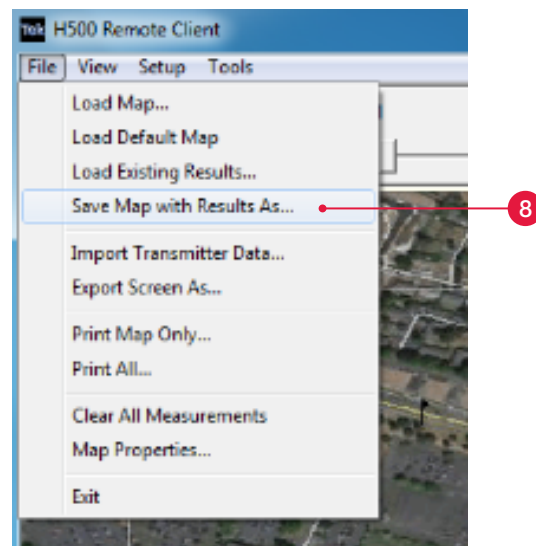 Tek H500 Remote Client
File View Setup Tools
Load Map...
Load Default Map
Load Existing Results...
Save Map with Results As...
8
Import Transmitter Data...
Export Screen As...
Print Map Only...
Print All...
Clear All Measurements
Map Properties...
Exit